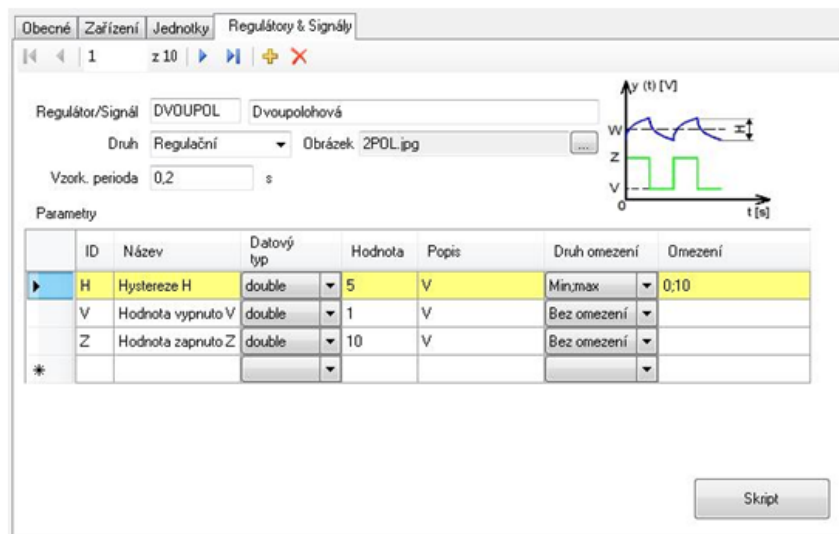 Obecné Zařízení Jednotky Regulátory & Signály
1 z 10
Regulátor/Signál DVOUPOL Dvoupolohová
Druh Regulační Obrázek 2POL.jpg ...
Vzork. perioda 0,2 s
y (t) [V]
W H
Z
V
0 t [s]
Parametry
ID Název Datový typ Hodnota Popis Druh omezení Omezení
H Hystereze H double 5 V Min;max 0;10
V Hodnota vypnuto V double 1 V Bez omezení
Z Hodnota zapnuto Z double 10 V Bez omezení
Skript